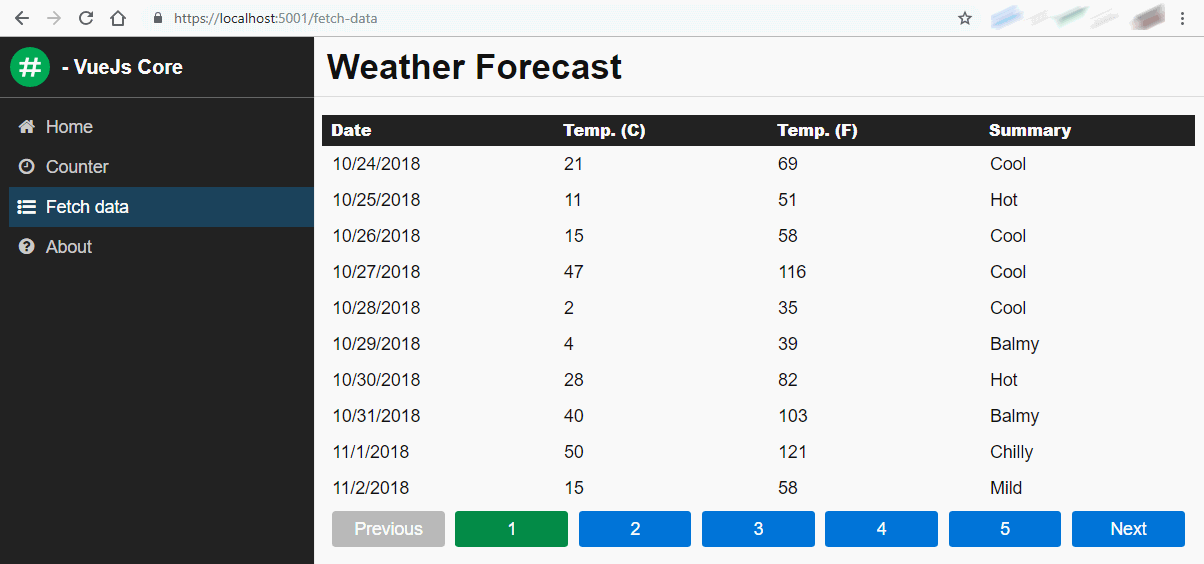 https://localhost:5001/fetch-data
# - VueJs Core
Weather Forecast
Home
Counter
Fetch data
About
Date Temp. (C) Temp. (F) Summary
10/24/2018 21 69 Cool
10/25/2018 11 51 Hot
10/26/2018 15 58 Cool
10/27/2018 47 116 Cool
10/28/2018 2 35 Cool
10/29/2018 4 39 Balmy
10/30/2018 28 82 Hot
10/31/2018 40 103 Balmy
11/1/2018 50 121 Chilly
11/2/2018 15 58 Mild
Previous 1 2 3 4 5 Next